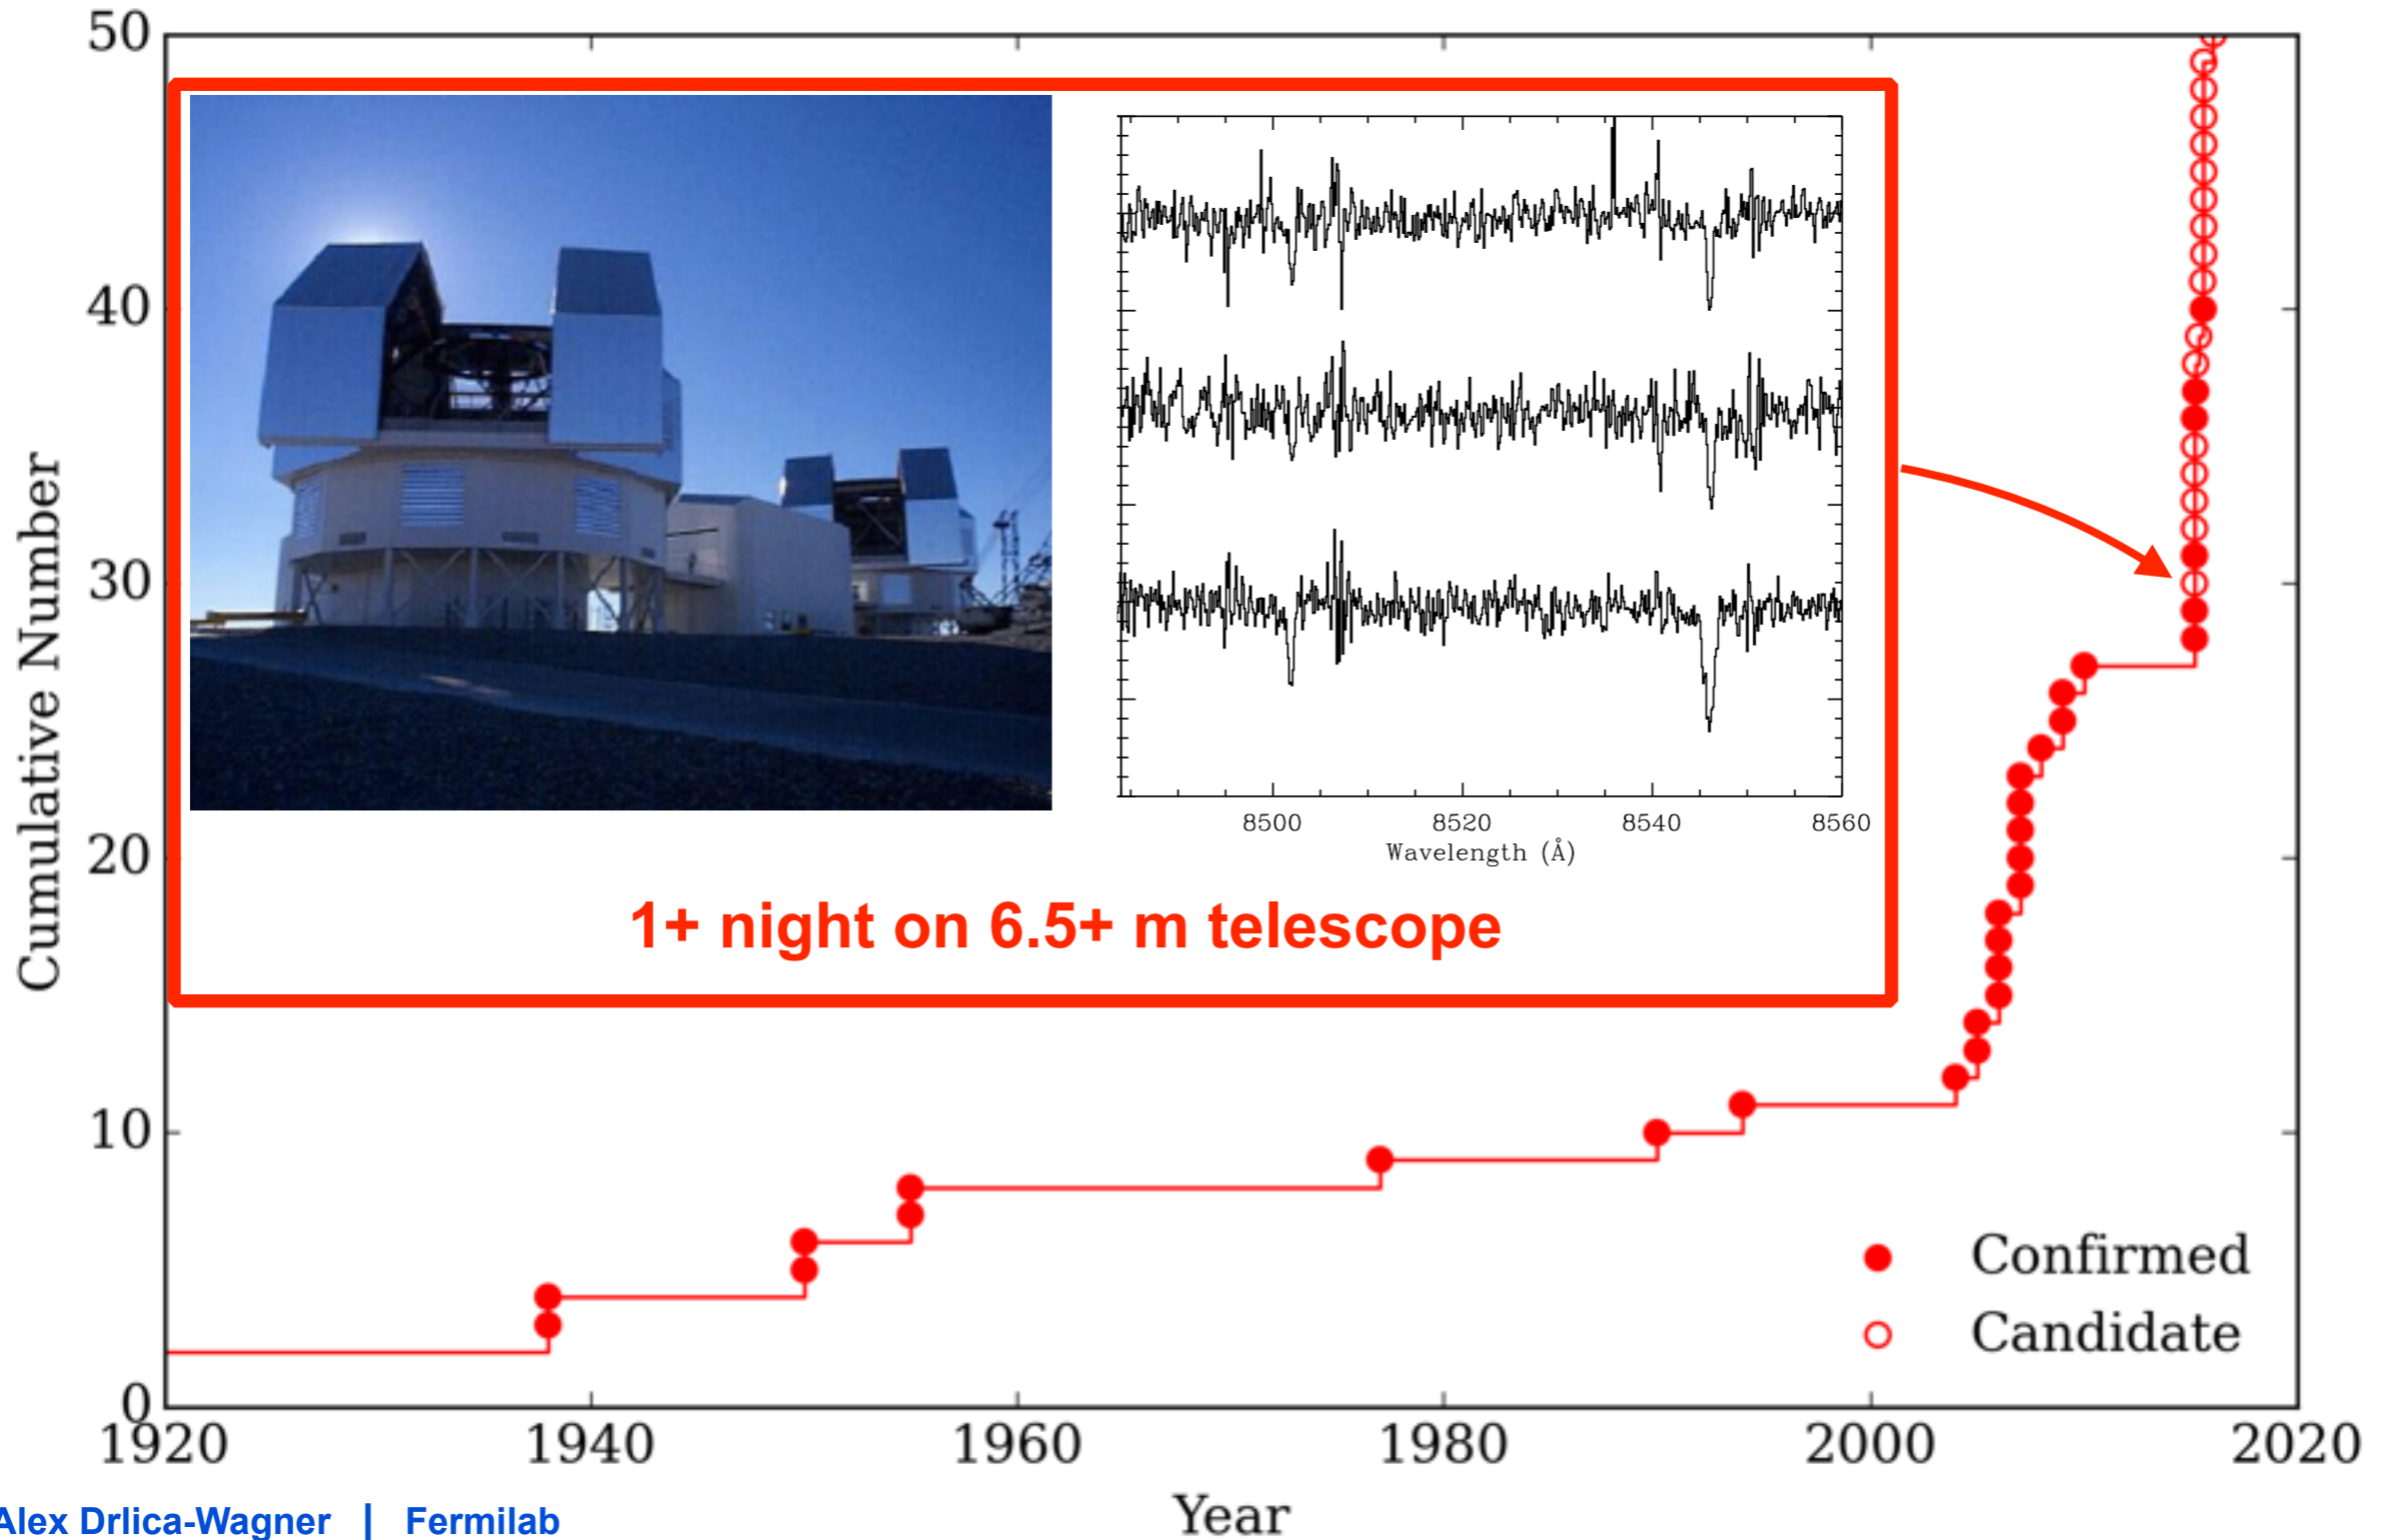 50
40
30
20
10
0
Cumulative Number
8500 8520 8540 8560
Wavelength (Å)
1+ night on 6.5+ m telescope
Confirmed
Candidate
1920 1940 1960 1980 2000 2020
Year
Alex Drlica-Wagner | Fermilab